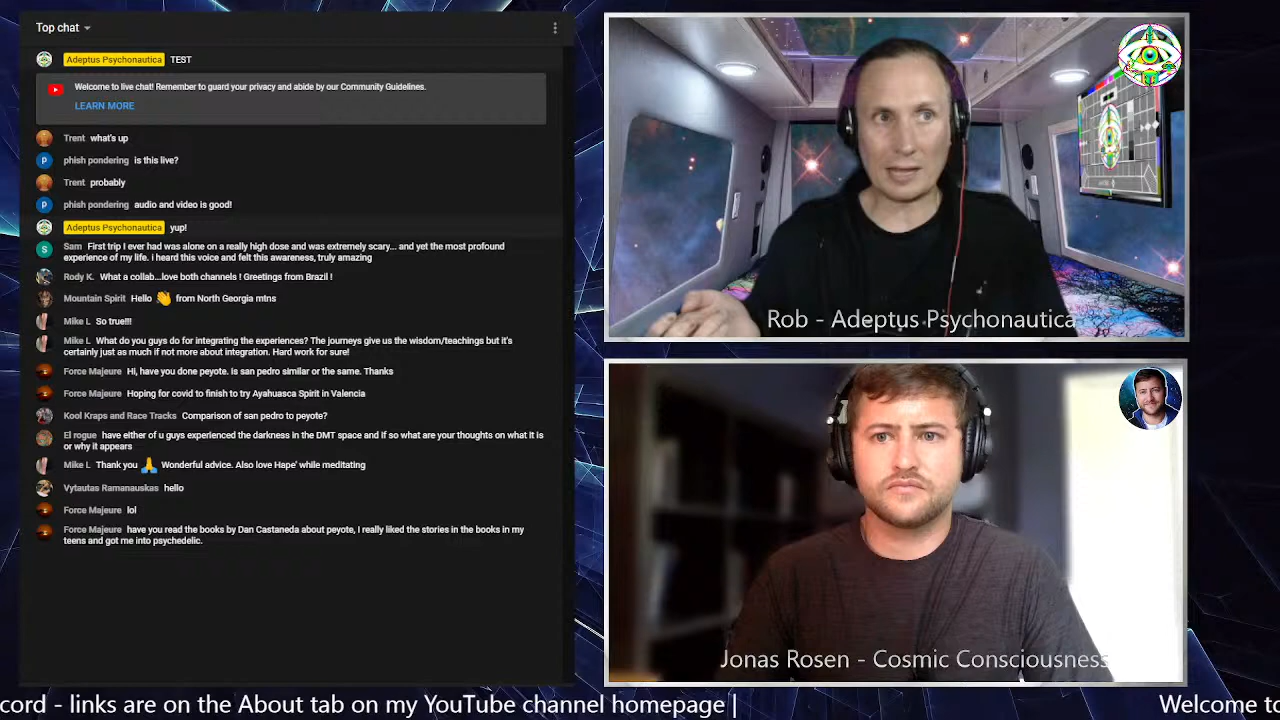 Top chat
Adeptus Psychonautica TEST
Welcome to live chat! Remember to guard your privacy and abide by our Community Guidelines.
LEARN MORE
Trent what's up
phish pondering is this live?
Trent probably
phish pondering audio and video is good!
Adeptus Psychonautica yup!
Sam First trip I ever had was alone on a really high dose and was extremely scary... and yet the most profound
experience of my life. i heard this voice and felt this awareness, truly amazing
Rody K. What a collab...love both channels ! Greetings from Brazil !
Mountain Spirit Hello 👋 from North Georgia mtns
Mike L So true!!!
Mike L What do you guys do for integrating the experiences? The journeys give us the wisdom/teachings but it's
certainly just as much if not more about integration. Hard work for sure!
Force Majeure Hi, have you done peyote. is san pedro similar or the same. Thanks
Force Majeure Hoping for covid to finish to try Ayahuasca Spirit in Valencia
Kool Kraps and Race Tracks Comparison of san pedro to peyote?
El rogue have either of u guys experienced the darkness in the DMT space and If so what are your thoughts on what it is
or why it appears
Mike L Thank you 🙏 Wonderful advice. Also love Hape' while meditating
Vytautas Ramanauskas hello
Force Majeure lol
Force Majeure have you read the books by Dan Castaneda about peyote, I really liked the stories in the books in my
teens and got me into psychedelic.
Rob - Adeptus Psychonautica
Jonas Rosen - Cosmic Consciousness
cord - links are on the About tab on my YouTube channel homepage | Welcome to